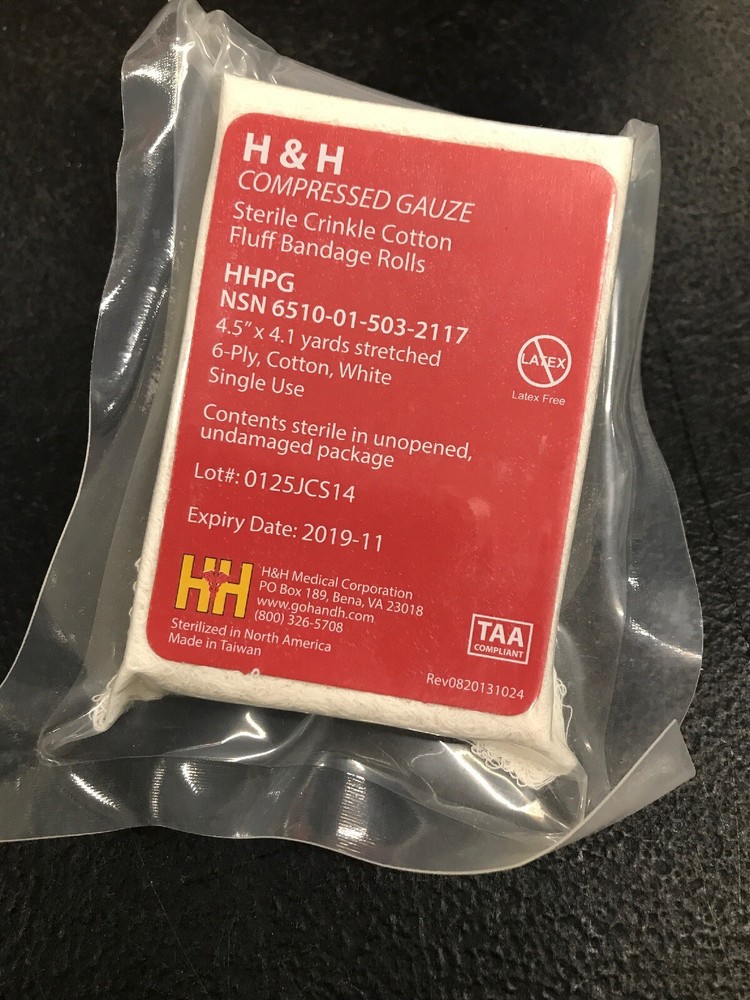 H & H
COMPRESSED GAUZE
Sterile Crinkle Cotton
Fluff Bandage Rolls
HHPG
NSN 6510-01-503-2117
4.5” x 4.1 yards stretched
6-Ply, Cotton, White
Single Use
LATEX
Latex Free
Contents sterile in unopened,
undamaged package
Lot#: 0125JCS14
Expiry Date: 2019-11
HH
H&H Medical Corporation
PO Box 189, Bena, VA 23018
www.gohandh.com
(800) 326-5708
Sterilized in North America
Made in Taiwan
TAA
COMPLIANT
Rev0820131024